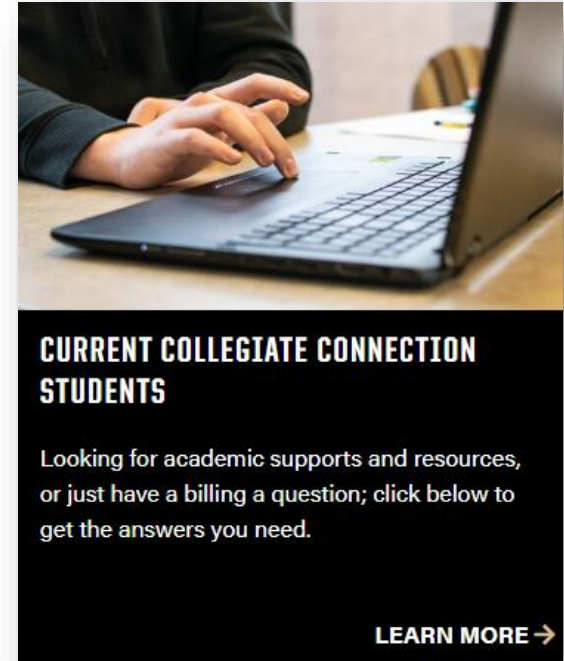 CURRENT COLLEGIATE CONNECTION
STUDENTS
Looking for academic supports and resources,
or just have a billing a question; click below to
get the answers you need.
LEARN MORE →